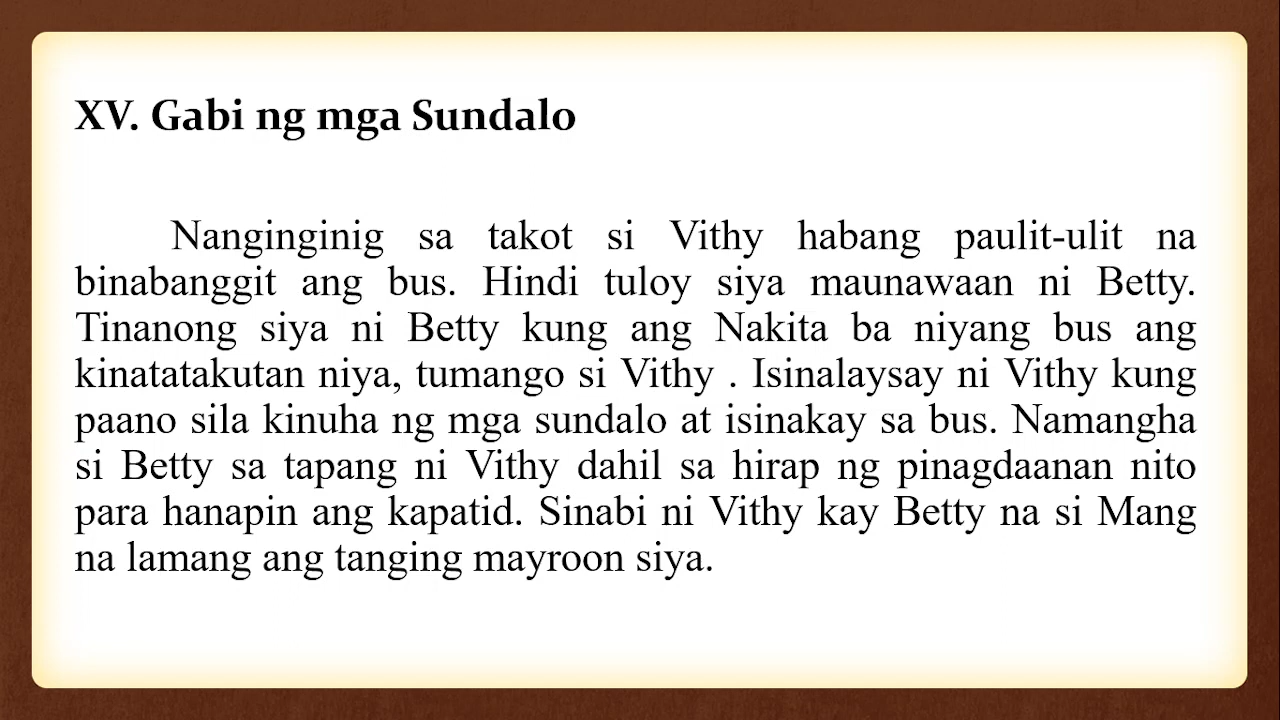 XV. Gabi ng mga Sundalo
Nanginginig sa takot si Vithy habang paulit-ulit na
binabanggit ang bus. Hindi tuloy siya maunawaan ni Betty.
Tinanong siya ni Betty kung ang Nakita ba niyang bus ang
kinatatakutan niya, tumango si Vithy . Isinalaysay ni Vithy kung
paano sila kinuha ng mga sundalo at isinakay sa bus. Namangha
si Betty sa tapang ni Vithy dahil sa hirap ng pinagdaanan nito
para hanapin ang kapatid. Sinabi ni Vithy kay Betty na si Mang
na lamang ang tanging mayroon siya.